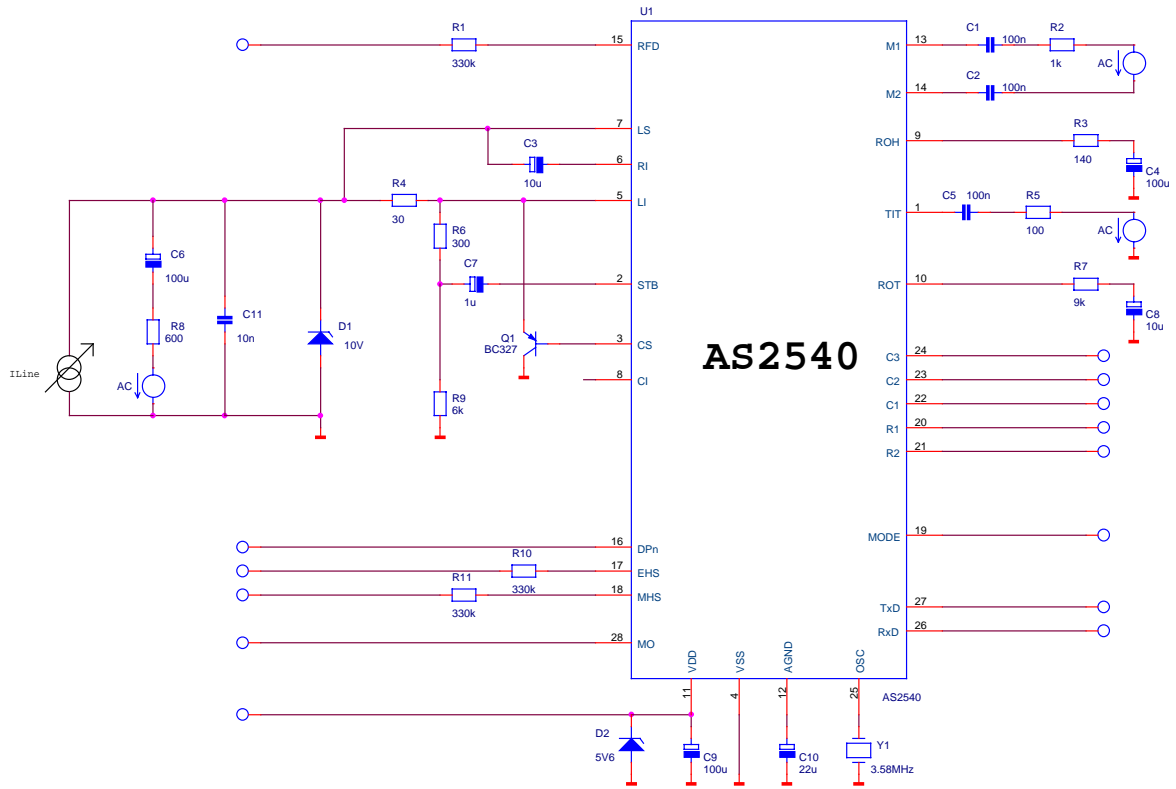 U1
R1
330k
15
RFD
13
M1
C1
100n
R2
1k
AC
14
M2
C2
100n
7
LS
C3
10u
6
RI
9
ROH
R3
140
C4
100u
R4
30
5
LI
1
TIT
C5
100n
R5
100
AC
R6
300
C6
100u
C7
1u
2
STB
10
ROT
R7
9k
C8
10u
C11
10n
R8
600
D1
10V
Q1
BC327
3
CS
8
CI
AS2540
24
C3
23
C2
22
C1
20
R1
21
R2
ILine
AC
R9
6k
16
DPn
R10
330k
17
EHS
R11
330k
18
MHS
28
MO
19
MODE
27
TxD
26
RxD
VDD
VSS
AGND
OSC
11
4
12
25
AS2540
D2
5V6
C9
100u
C10
22u
Y1
3.58MHz